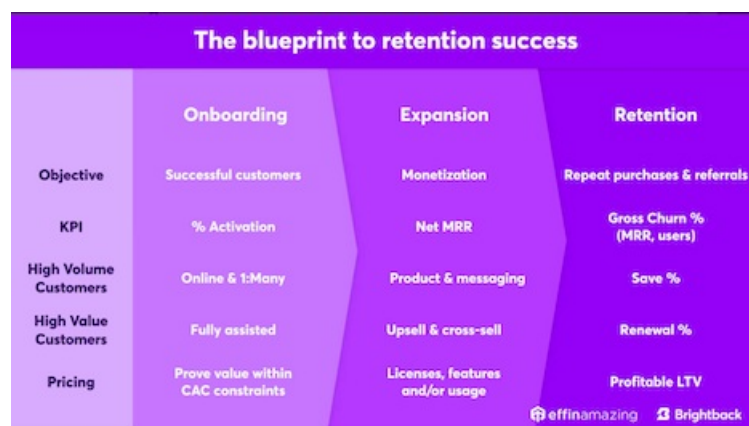 The blueprint to retention success
Onboarding Expansion Retention
Objective Successful customers Monetization Repeat purchases & referrals
KPI % Activation Net MRR Gross Churn %
(MRR, users)
High Volume
Customers Online & 1:Many Product & messaging Save %
High Value
Customers Fully assisted Upsell & cross-sell Renewal %
Pricing Prove value within
CAC constraints Licenses, features
and/or usage Profitable LTV
effinamazing Brightback